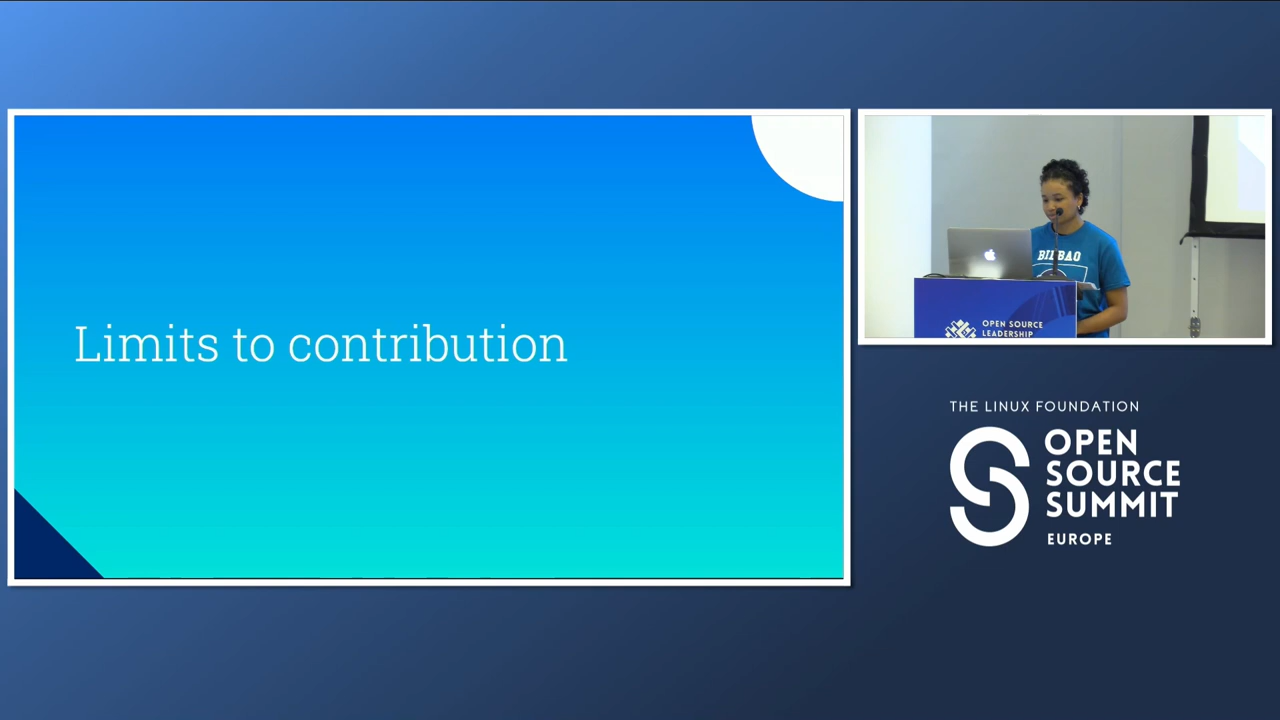 Limits to contribution
BILBAO
OPEN SOURCE
LEADERSHIP
THE LINUX FOUNDATION
OPEN
SOURCE
SUMMIT
EUROPE